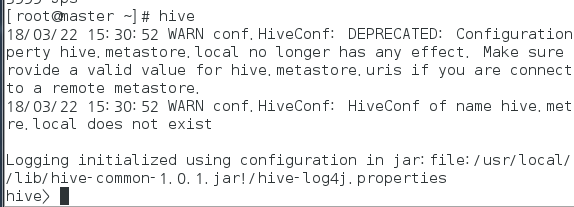 [root@master ~]# hive
18/03/22 15:30:52 WARN conf.HiveConf: DEPRECATED: Configuration
perty hive.metastore.local no longer has any effect. Make sure
rovide a valid value for hive.metastore.uris if you are connect
to a remote metastore.
18/03/22 15:30:52 WARN conf.HiveConf: HiveConf of name hive.met
re.local does not exist
Logging initialized using configuration in jar:file:/usr/local/
/lib/hive-common-1.0.1.jar!/hive-log4j.properties
hive>